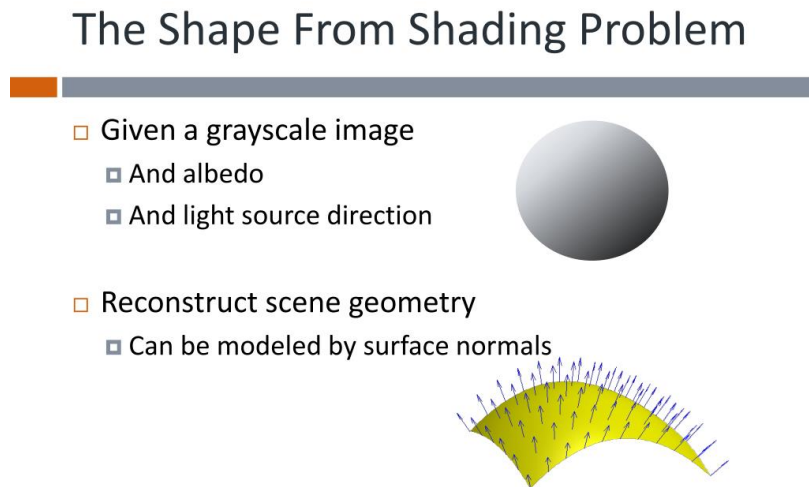 The Shape From Shading Problem
Given a grayscale image
And albedo
And light source direction
Reconstruct scene geometry
Can be modeled by surface normals